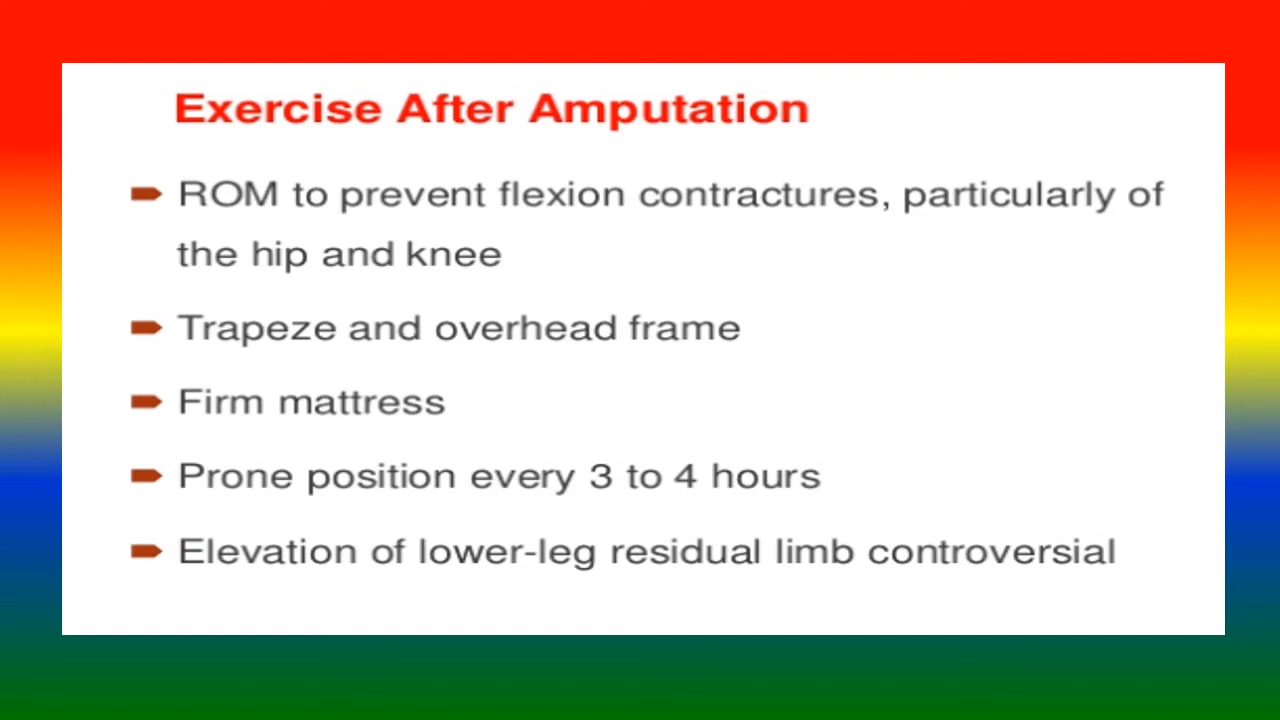 Exercise After Amputation
ROM to prevent flexion contractures, particularly of
the hip and knee
Trapeze and overhead frame
Firm mattress
Prone position every 3 to 4 hours
Elevation of lower-leg residual limb controversial